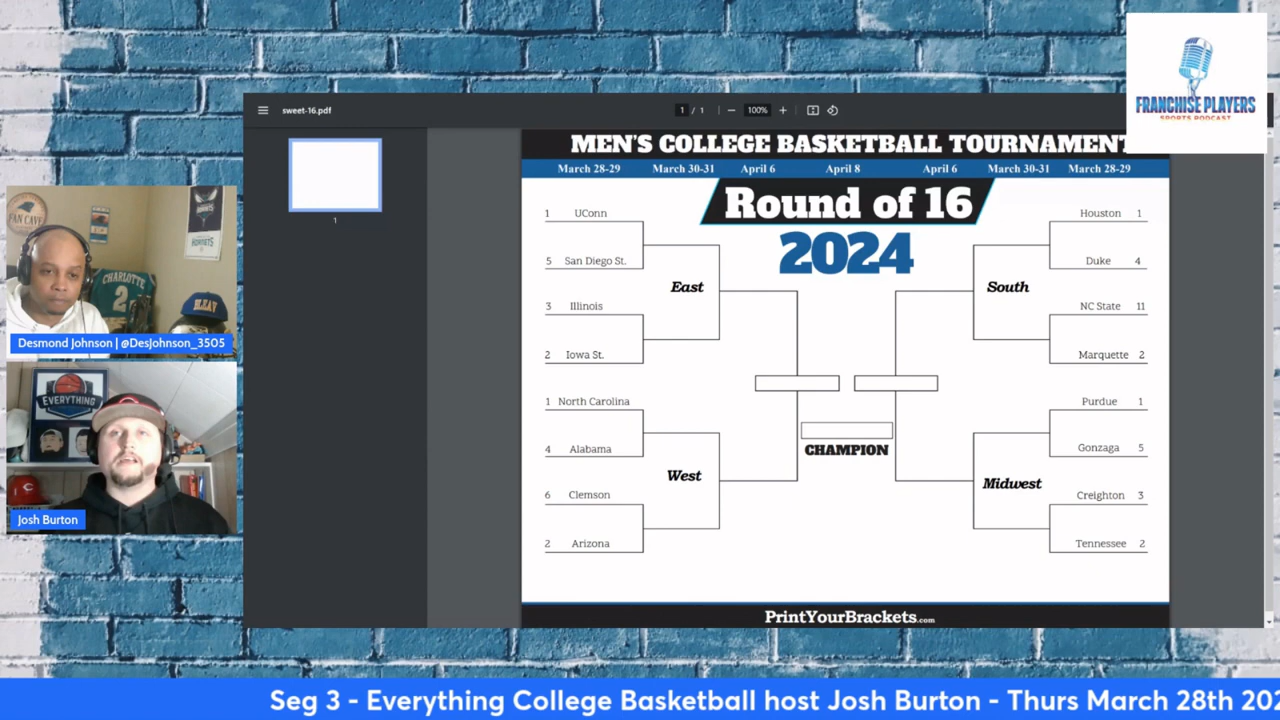 FRANCHISE PLAYERS
SPORTS PODCAST
sweet-16.pdf
1 / 1
100%
1
MEN'S COLLEGE BASKETBALL TOURNAMENT
March 28-29 March 30-31 April 6 April 8 April 6 March 30-31 March 28-29
Round of 16
2024
1 UConn
5 San Diego St.
East
3 Illinois
2 Iowa St.
1 North Carolina
4 Alabama
West
6 Clemson
2 Arizona
Houston 1
Duke 4
South
NC State 11
Marquette 2
Purdue 1
Gonzaga 5
Midwest
Creighton 3
Tennessee 2
CHAMPION
PrintYourBrackets.com
FAN CAVE
HORNETS
CHARLOTTE
2
Desmond Johnson | @DesJohnson_3505
EVERYTHING
Josh Burton
Seg 3 - Everything College Basketball host Josh Burton - Thurs March 28th 202